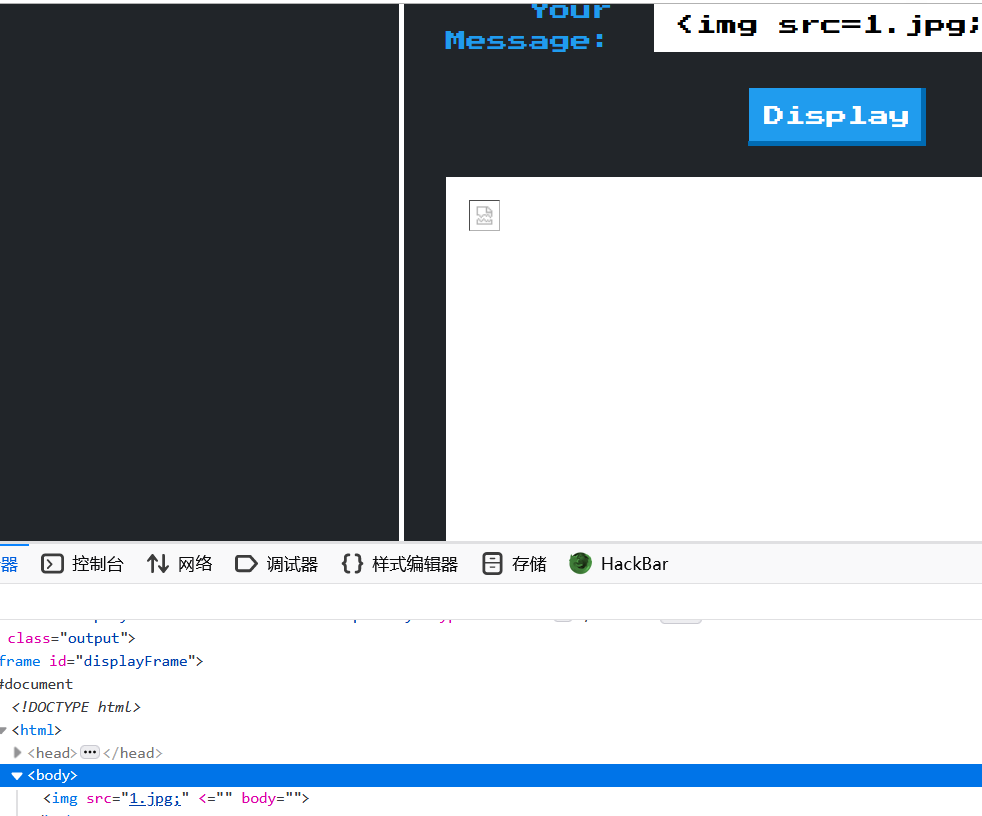 Your
Message:
<img src=1.jpg;
Display
器 控制台 网络 调试器 样式编辑器 存储 HackBar
class="output">
frame id="displayFrame">
#document
<!DOCTYPE html>
<html>
<head>⋯</head>
<body>
<img src="1.jpg;" <="" body="">